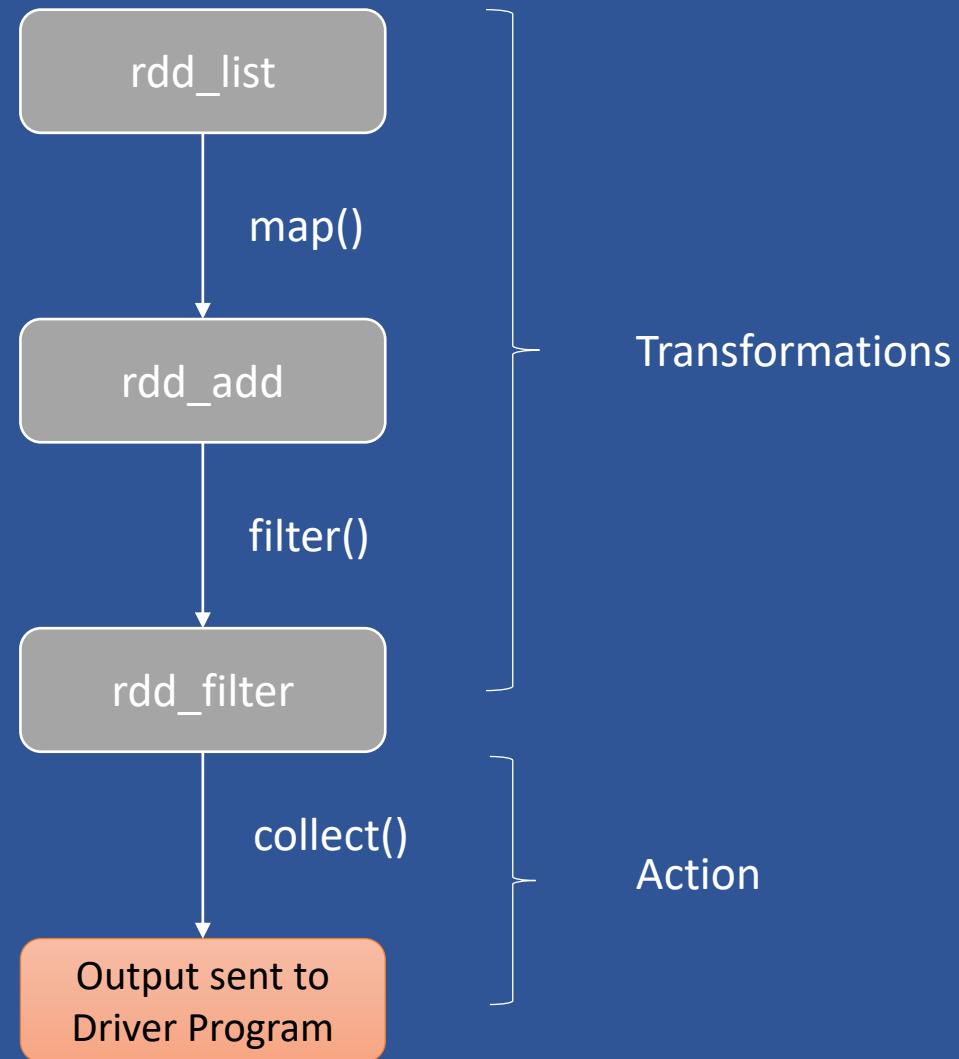 rdd_list
map()
rdd_add
Transformations
filter()
rdd_filter
collect()
Action
Output sent to
Driver Program